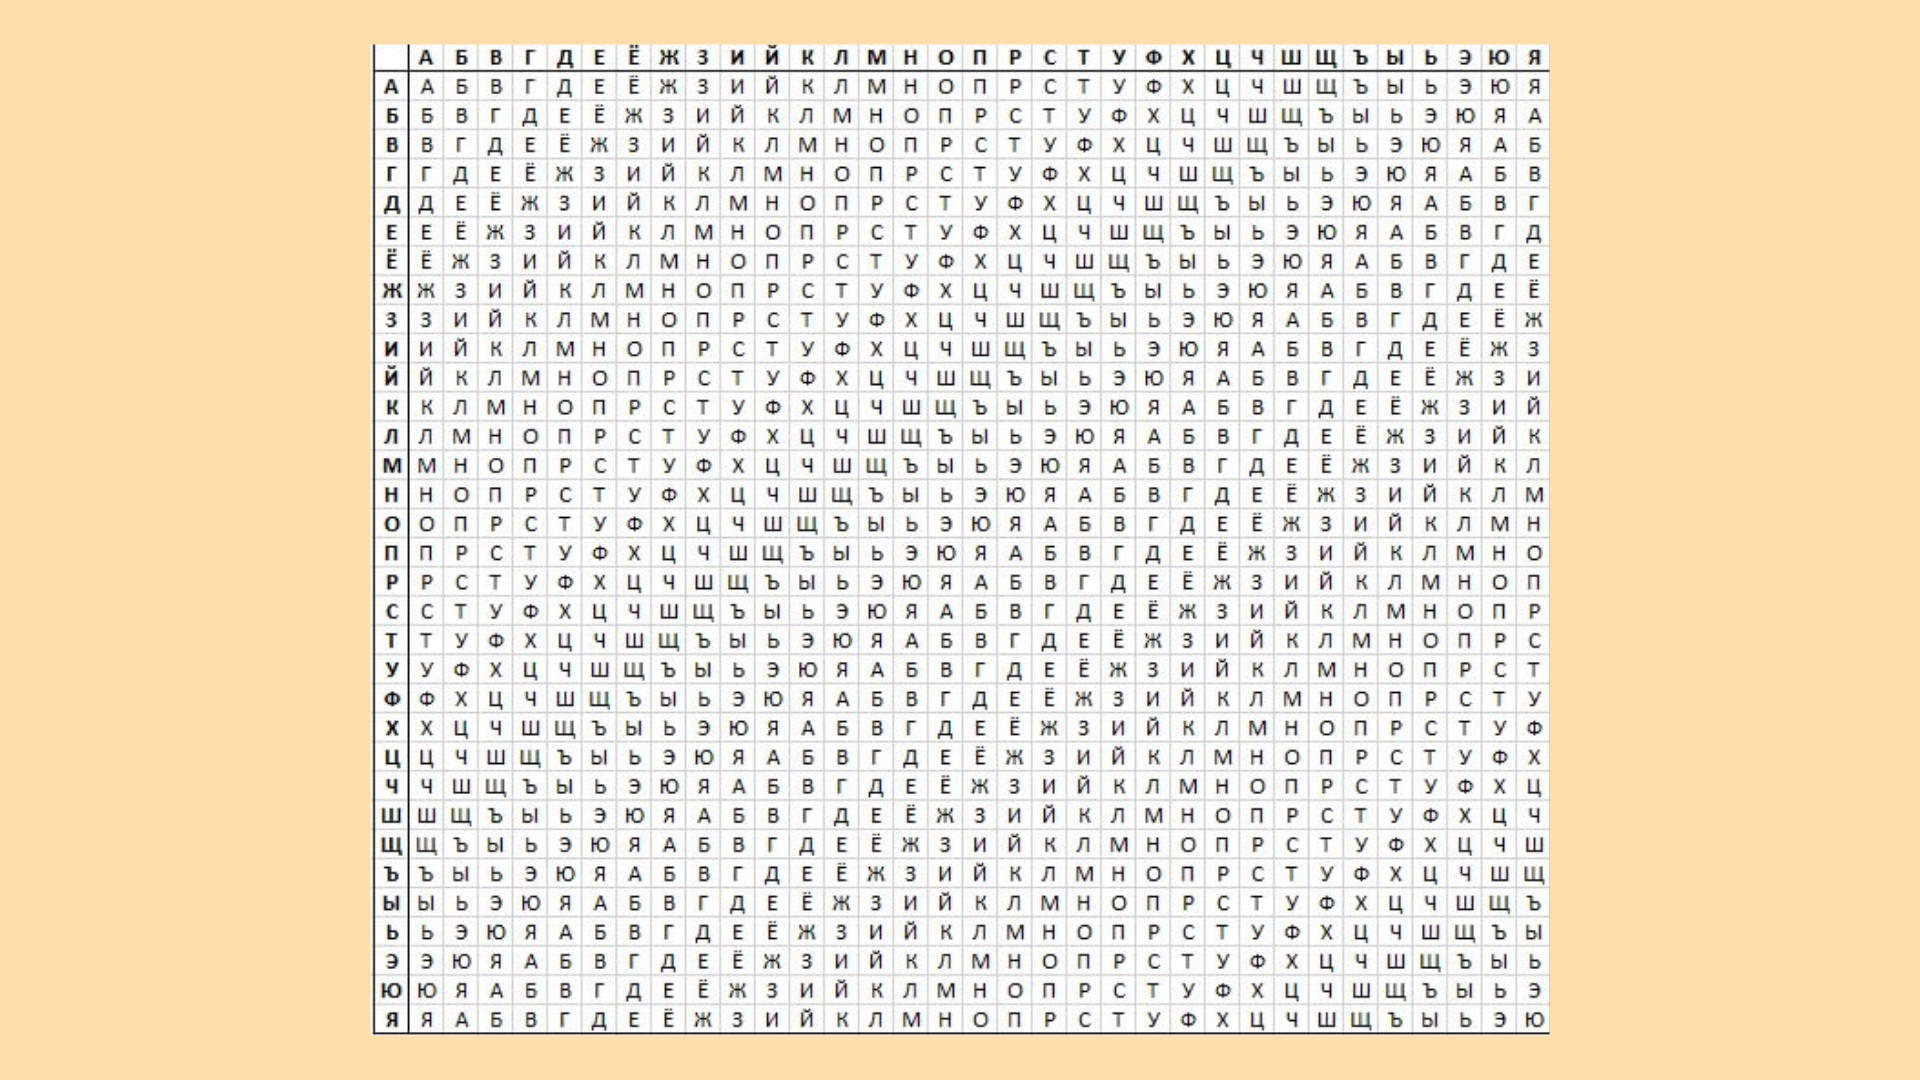 А Б В Г Д Е Ё Ж З И Й К Л М Н О П Р С Т У Ф Х Ц Ч Ш Щ Ъ Ы Ь Э Ю Я
А А Б В Г Д Е Ё Ж З И Й К Л М Н О П Р С Т У Ф Х Ц Ч Ш Щ Ъ Ы Ь Э Ю Я
Б Б В Г Д Е Ё Ж З И Й К Л М Н О П Р С Т У Ф Х Ц Ч Ш Щ Ъ Ы Ь Э Ю Я А
В В Г Д Е Ё Ж З И Й К Л М Н О П Р С Т У Ф Х Ц Ч Ш Щ Ъ Ы Ь Э Ю Я А Б
Г Г Д Е Ё Ж З И Й К Л М Н О П Р С Т У Ф Х Ц Ч Ш Щ Ъ Ы Ь Э Ю Я А Б В
Д Д Е Ё Ж З И Й К Л М Н О П Р С Т У Ф Х Ц Ч Ш Щ Ъ Ы Ь Э Ю Я А Б В Г
Е Е Ё Ж З И Й К Л М Н О П Р С Т У Ф Х Ц Ч Ш Щ Ъ Ы Ь Э Ю Я А Б В Г Д
Ё Ё Ж З И Й К Л М Н О П Р С Т У Ф Х Ц Ч Ш Щ Ъ Ы Ь Э Ю Я А Б В Г Д Е
Ж Ж З И Й К Л М Н О П Р С Т У Ф Х Ц Ч Ш Щ Ъ Ы Ь Э Ю Я А Б В Г Д Е Ё
З З И Й К Л М Н О П Р С Т У Ф Х Ц Ч Ш Щ Ъ Ы Ь Э Ю Я А Б В Г Д Е Ё Ж
И И Й К Л М Н О П Р С Т У Ф Х Ц Ч Ш Щ Ъ Ы Ь Э Ю Я А Б В Г Д Е Ё Ж З
Й Й К Л М Н О П Р С Т У Ф Х Ц Ч Ш Щ Ъ Ы Ь Э Ю Я А Б В Г Д Е Ё Ж З И
К К Л М Н О П Р С Т У Ф Х Ц Ч Ш Щ Ъ Ы Ь Э Ю Я А Б В Г Д Е Ё Ж З И Й
Л Л М Н О П Р С Т У Ф Х Ц Ч Ш Щ Ъ Ы Ь Э Ю Я А Б В Г Д Е Ё Ж З И Й К
М М Н О П Р С Т У Ф Х Ц Ч Ш Щ Ъ Ы Ь Э Ю Я А Б В Г Д Е Ё Ж З И Й К Л
Н Н О П Р С Т У Ф Х Ц Ч Ш Щ Ъ Ы Ь Э Ю Я А Б В Г Д Е Ё Ж З И Й К Л М
О О П Р С Т У Ф Х Ц Ч Ш Щ Ъ Ы Ь Э Ю Я А Б В Г Д Е Ё Ж З И Й К Л М Н
П П Р С Т У Ф Х Ц Ч Ш Щ Ъ Ы Ь Э Ю Я А Б В Г Д Е Ё Ж З И Й К Л М Н О
Р Р С Т У Ф Х Ц Ч Ш Щ Ъ Ы Ь Э Ю Я А Б В Г Д Е Ё Ж З И Й К Л М Н О П
С С Т У Ф Х Ц Ч Ш Щ Ъ Ы Ь Э Ю Я А Б В Г Д Е Ё Ж З И Й К Л М Н О П Р
Т Т У Ф Х Ц Ч Ш Щ Ъ Ы Ь Э Ю Я А Б В Г Д Е Ё Ж З И Й К Л М Н О П Р С
У У Ф Х Ц Ч Ш Щ Ъ Ы Ь Э Ю Я А Б В Г Д Е Ё Ж З И Й К Л М Н О П Р С Т
Ф Ф Х Ц Ч Ш Щ Ъ Ы Ь Э Ю Я А Б В Г Д Е Ё Ж З И Й К Л М Н О П Р С Т У
Х Х Ц Ч Ш Щ Ъ Ы Ь Э Ю Я А Б В Г Д Е Ё Ж З И Й К Л М Н О П Р С Т У Ф
Ц Ц Ч Ш Щ Ъ Ы Ь Э Ю Я А Б В Г Д Е Ё Ж З И Й К Л М Н О П Р С Т У Ф Х
Ч Ч Ш Щ Ъ Ы Ь Э Ю Я А Б В Г Д Е Ё Ж З И Й К Л М Н О П Р С Т У Ф Х Ц
Ш Ш Щ Ъ Ы Ь Э Ю Я А Б В Г Д Е Ё Ж З И Й К Л М Н О П Р С Т У Ф Х Ц Ч
Щ Щ Ъ Ы Ь Э Ю Я А Б В Г Д Е Ё Ж З И Й К Л М Н О П Р С Т У Ф Х Ц Ч Ш
Ъ Ъ Ы Ь Э Ю Я А Б В Г Д Е Ё Ж З И Й К Л М Н О П Р С Т У Ф Х Ц Ч Ш Щ
Ы Ы Ь Э Ю Я А Б В Г Д Е Ё Ж З И Й К Л М Н О П Р С Т У Ф Х Ц Ч Ш Щ Ъ
Ь Ь Э Ю Я А Б В Г Д Е Ё Ж З И Й К Л М Н О П Р С Т У Ф Х Ц Ч Ш Щ Ъ Ы
Э Э Ю Я А Б В Г Д Е Ё Ж З И Й К Л М Н О П Р С Т У Ф Х Ц Ч Ш Щ Ъ Ы Ь
Ю Ю Я А Б В Г Д Е Ё Ж З И Й К Л М Н О П Р С Т У Ф Х Ц Ч Ш Щ Ъ Ы Ь Э
Я Я А Б В Г Д Е Ё Ж З И Й К Л М Н О П Р С Т У Ф Х Ц Ч Ш Щ Ъ Ы Ь Э Ю